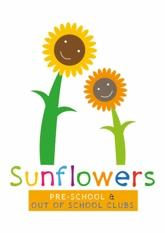 Sunflowers
PRE-SCHOOL &
OUT OF SCHOOL CLUBS